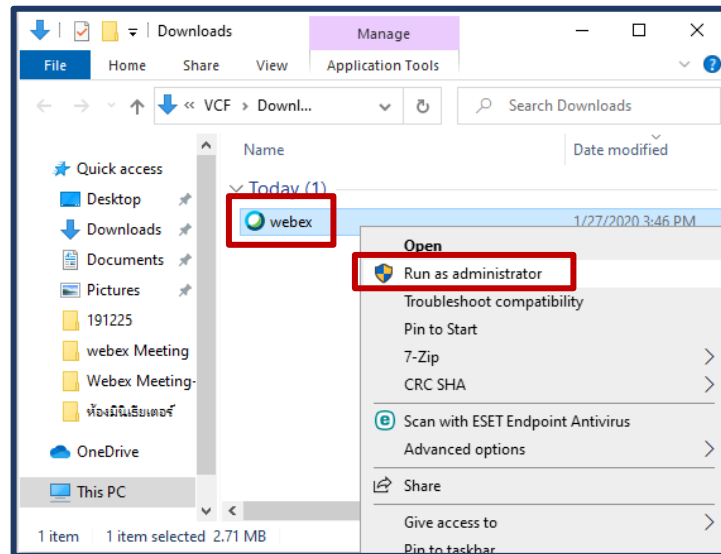 Downloads
Manage
File Home Share View Application Tools
« VCF › Downl...
Search Downloads
Name Date modified
Quick access
Today (1)
Desktop
webex 1/27/2020 3:46 PM
Downloads
Open
Documents
Run as administrator
Pictures
Troubleshoot compatibility
191225
Pin to Start
webex Meeting
7-Zip
Webex Meeting-
CRC SHA
ห้องมินิเธียเตอร์
Scan with ESET Endpoint Antivirus
OneDrive
Advanced options
This PC
Share
Give access to
1 item 1 item selected 2.71 MB
Pin to taskbar